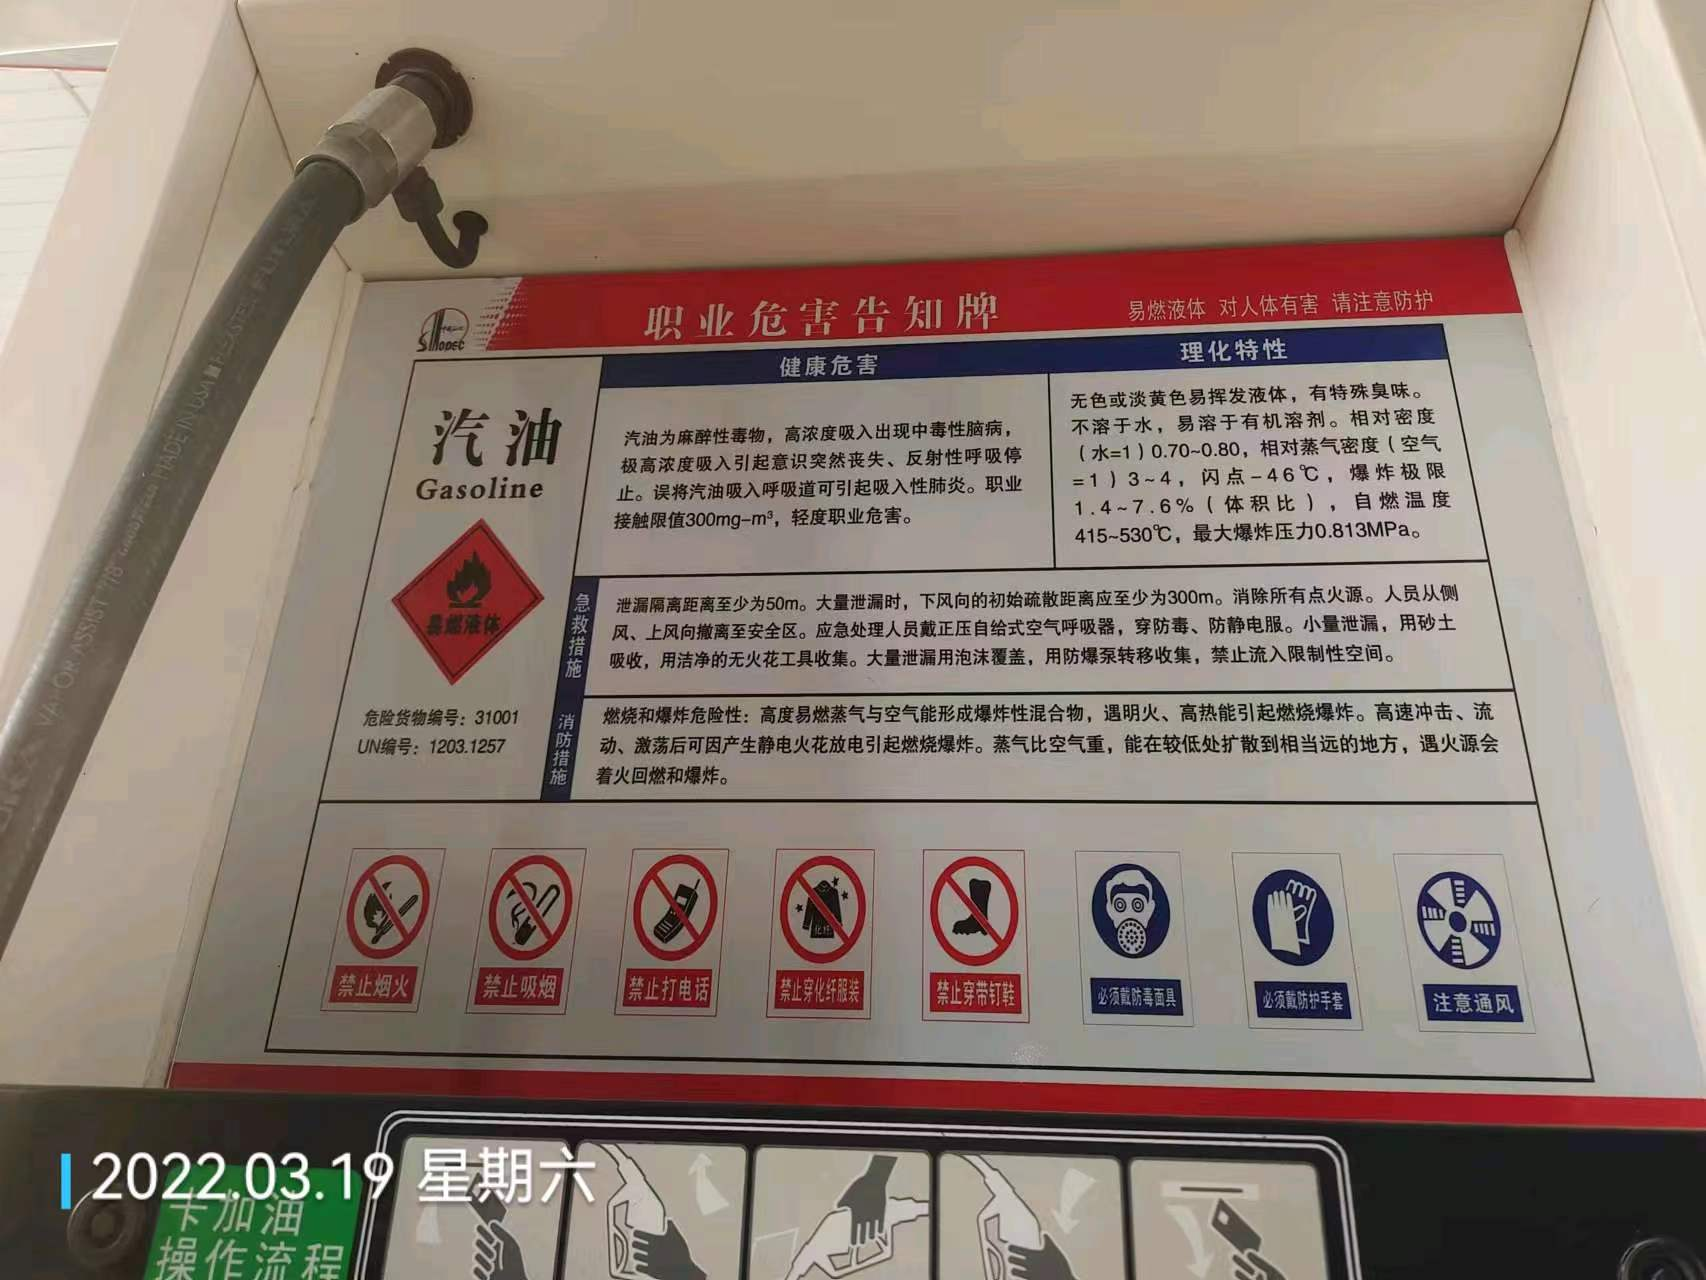 SINOPEC
职业危害告知牌
易燃液体 对人体有害 请注意防护
汽油
Gasoline
易燃液体
危险货物编号：31001
UN编号：1203.1257
健康危害
汽油为麻醉性毒物，高浓度吸入出现中毒性脑病，
极高浓度吸入引起意识突然丧失、反射性呼吸停
止。误将汽油吸入呼吸道可引起吸入性肺炎。职业
接触限值300mg-m³，轻度职业危害。
理化特性
无色或淡黄色易挥发液体，有特殊臭味。
不溶于水，易溶于有机溶剂。相对密度
（水=1）0.70~0.80，相对蒸气密度（空气
=1）3~4，闪点-46℃，爆炸极限
1.4~7.6%（体积比），自燃温度
415~530℃，最大爆炸压力0.813MPa。
急救措施
泄漏隔离距离至少为50m。大量泄漏时，下风向的初始疏散距离应至少为300m。消除所有点火源。人员从侧
风、上风向撤离至安全区。应急处理人员戴正压自给式空气呼吸器，穿防毒、防静电服。小量泄漏，用砂土
吸收，用洁净的无火花工具收集。大量泄漏用泡沫覆盖，用防爆泵转移收集，禁止流入限制性空间。
消防措施
燃烧和爆炸危险性：高度易燃蒸气与空气能形成爆炸性混合物，遇明火、高热能引起燃烧爆炸。高速冲击、流
动、激荡后可因产生静电火花放电引起燃烧爆炸。蒸气比空气重，能在较低处扩散到相当远的地方，遇火源会
着火回燃和爆炸。
化纤
禁止烟火
禁止吸烟
禁止打电话
禁止穿化纤服装
禁止穿带钉鞋
必须戴防毒面具
必须戴防护手套
注意通风
MADE IN USA
VAPOR ASSIST
2022.03.19 星期六
卡加油
操作流程